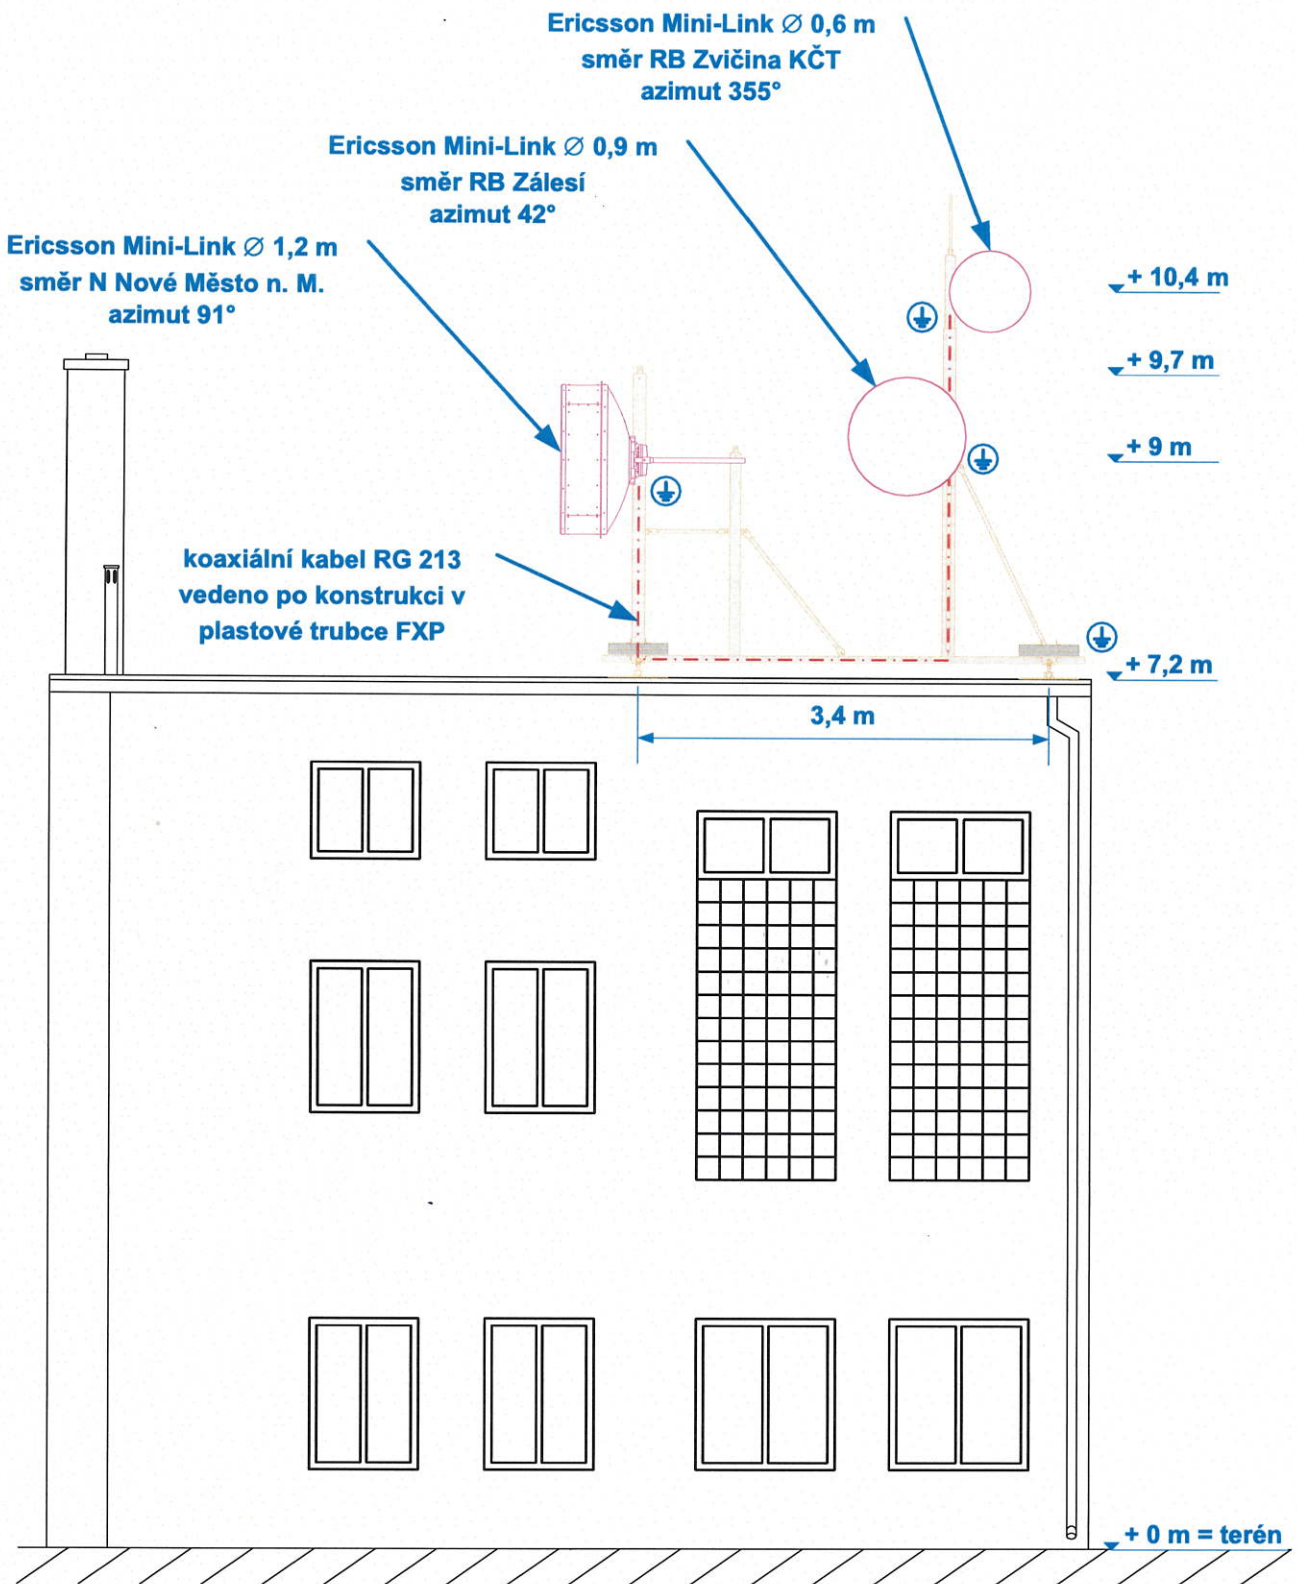 Ericsson Mini-Link ∅ 0,6 m
směr RB Zvičina KČT
azimut 355°
Ericsson Mini-Link ∅ 0,9 m
směr RB Zálesí
azimut 42°
Ericsson Mini-Link ∅ 1,2 m
směr N Nové Město n. M.
azimut 91°
+ 10,4 m
+ 9,7 m
+ 9 m
koaxiální kabel RG 213
vedeno po konstrukci v
plastové trubce FXP
+ 7,2 m
3,4 m
+ 0 m = terén